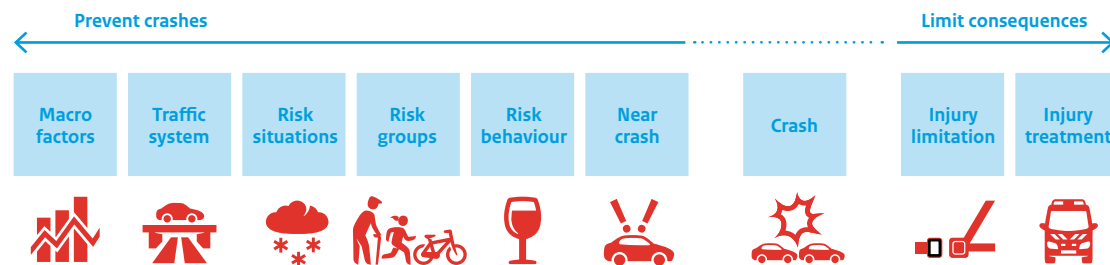 Prevent crashes
Limit consequences
Macro
factors
Traffic
system
Risk
situations
Risk
groups
Risk
behaviour
Near
crash
Crash
Injury
limitation
Injury
treatment